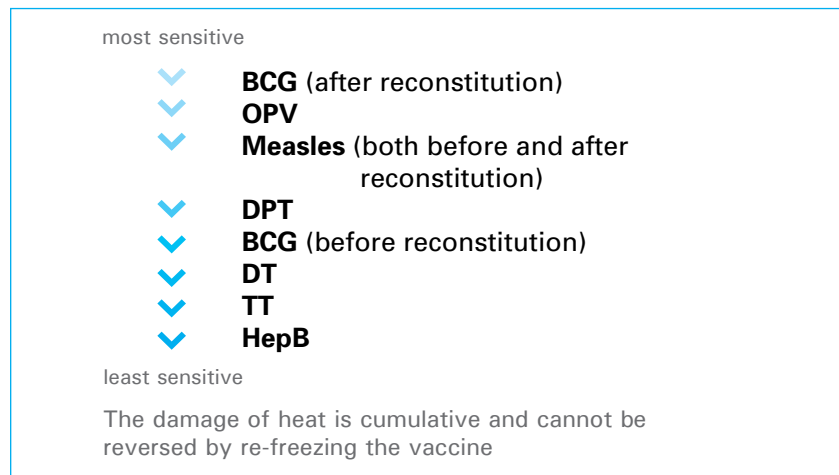 most sensitive
BCG (after reconstitution)
OPV
Measles (both before and after
reconstitution)
DPT
BCG (before reconstitution)
DT
TT
HepB
least sensitive
The damage of heat is cumulative and cannot be
reversed by re-freezing the vaccine